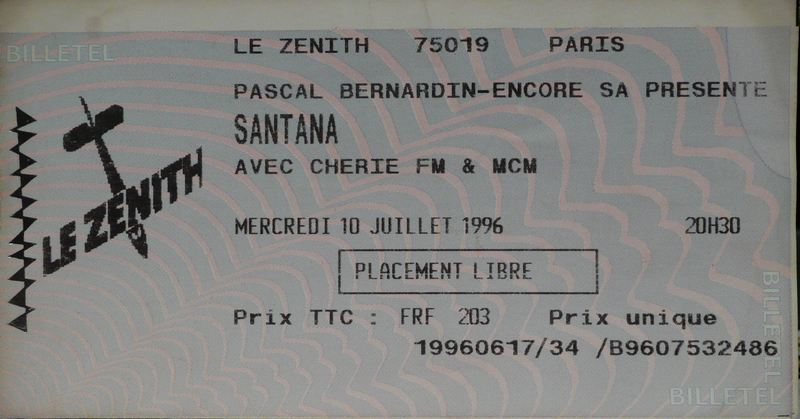 BILLETEL
LE ZENITH 75019 PARIS
PASCAL BERNARDIN-ENCORE SA PRESENTE
SANTANA
AVEC CHERIE FM & MCM
LE ZENITH
MERCREDI 10 JUILLET 1996 20H30
PLACEMENT LIBRE
Prix TTC : FRF 203 Prix unique
19960617/34 /B9607532486
BILLETEL
BILLETEL